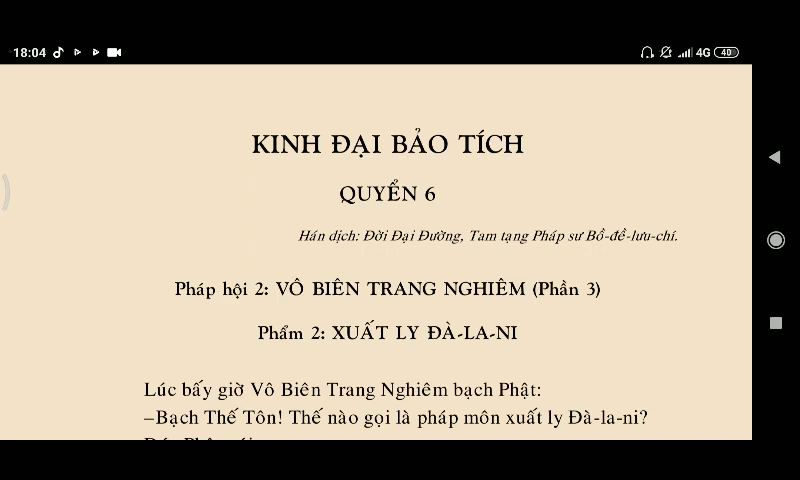 18:04
4G 40
KINH ĐẠI BẢO TÍCH
QUYỂN 6
Hán dịch: Đời Đại Đường, Tam tạng Pháp sư Bồ-đề-lưu-chí.
Pháp hội 2: VÔ BIÊN TRANG NGHIÊM (Phần 3)
Phẩm 2: XUẤT LY ĐÀ-LA-NI
Lúc bấy giờ Vô Biên Trang Nghiêm bạch Phật:
–Bạch Thế Tôn! Thế nào gọi là pháp môn xuất ly Đà-la-ni?